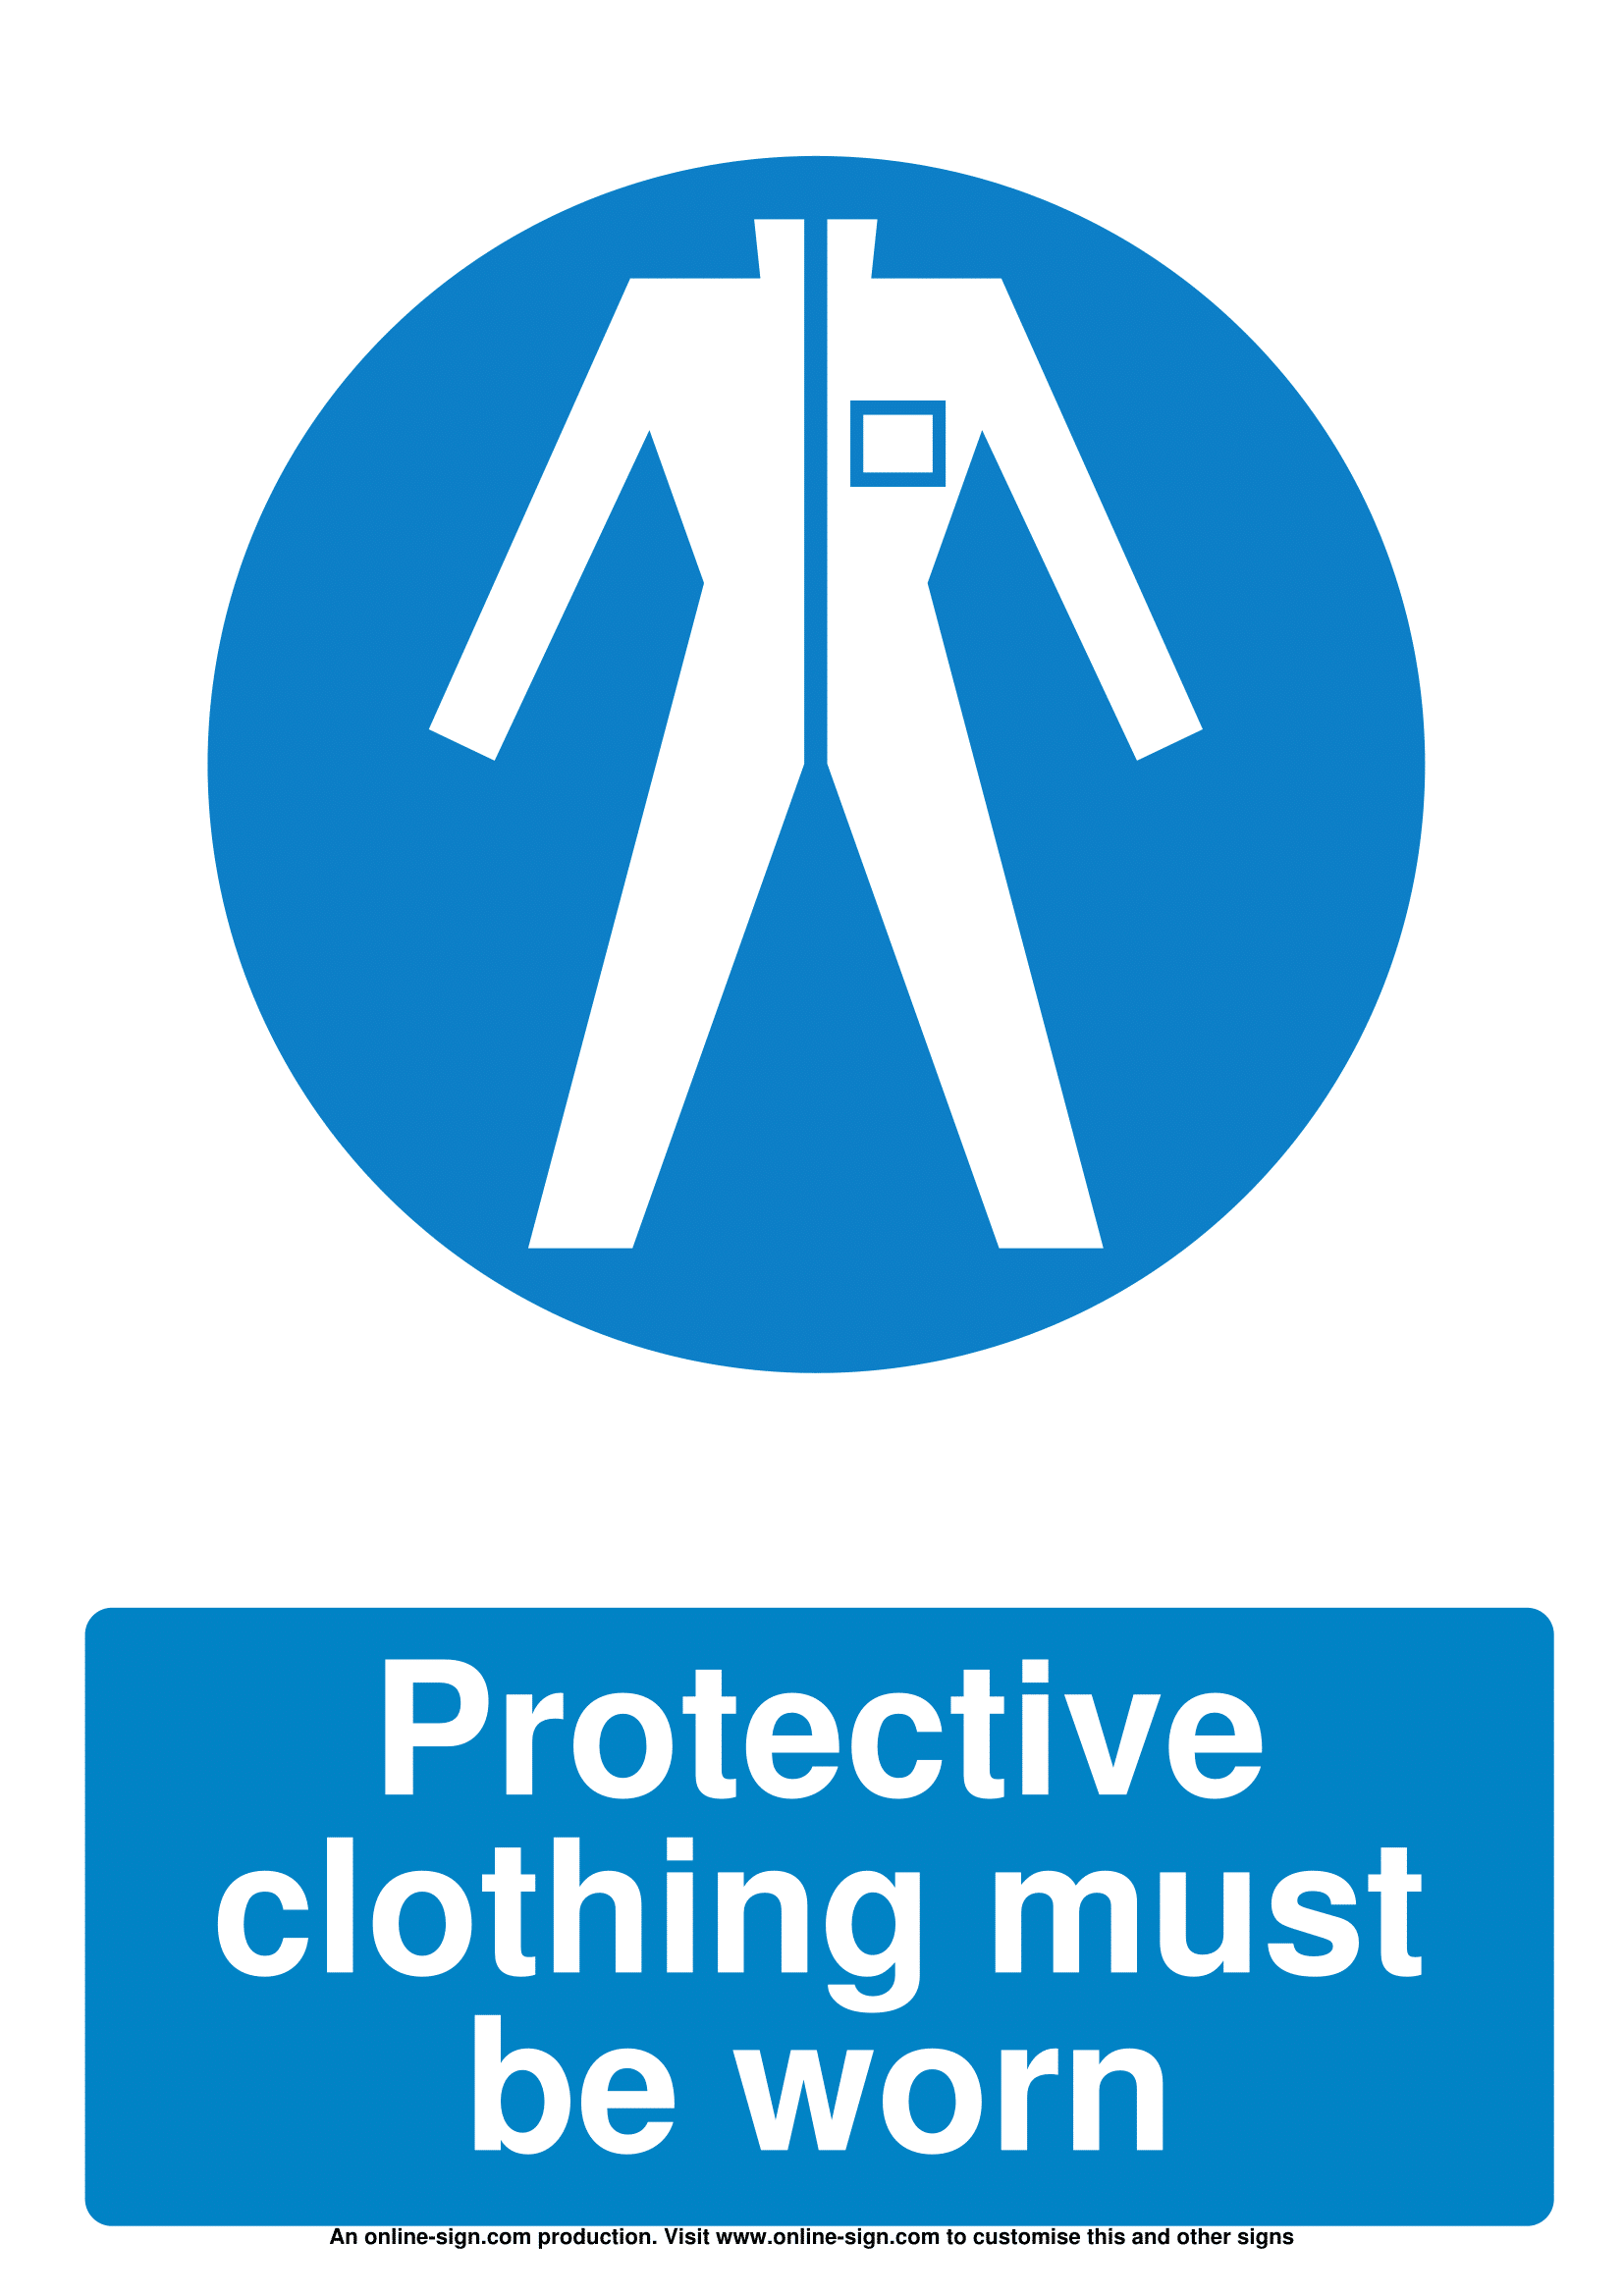 Protective
clothing must
be worn
An online-sign.com production. Visit www.online-sign.com to customise this and other signs